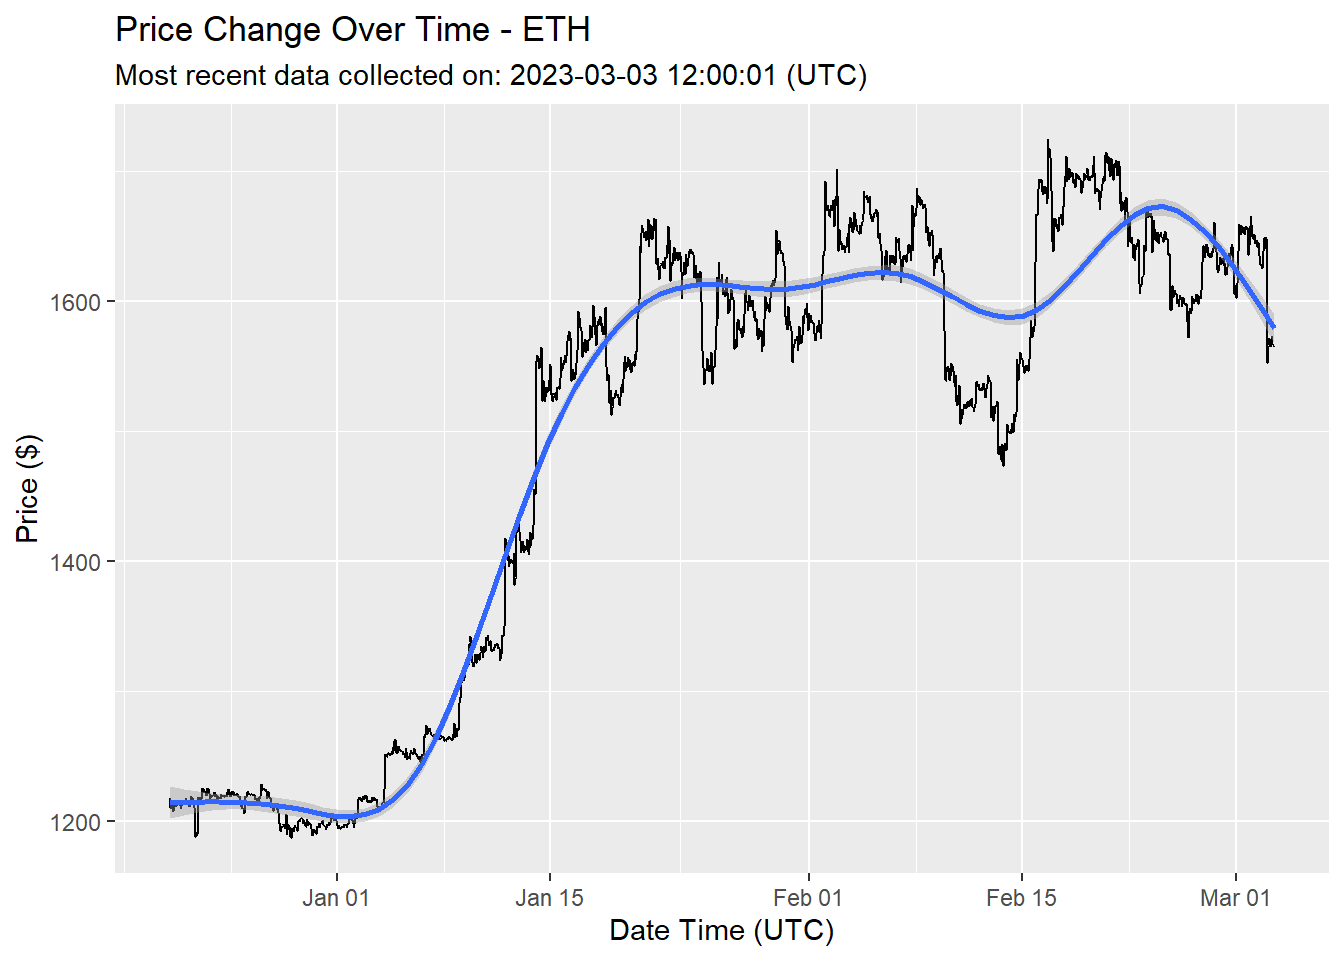 Price Change Over Time - ETH
Most recent data collected on: 2023-03-03 12:00:01 (UTC)
Price ($)
1600
1400
1200
Jan 01
Jan 15
Feb 01
Feb 15
Mar 01
Date Time (UTC)